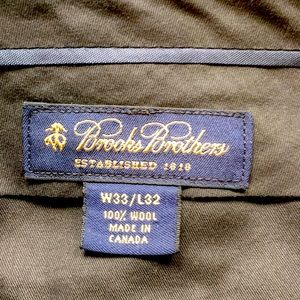 Brooks Brothers
ESTABLISHED 1818
W33/L32
100% WOOL
MADE IN
CANADA